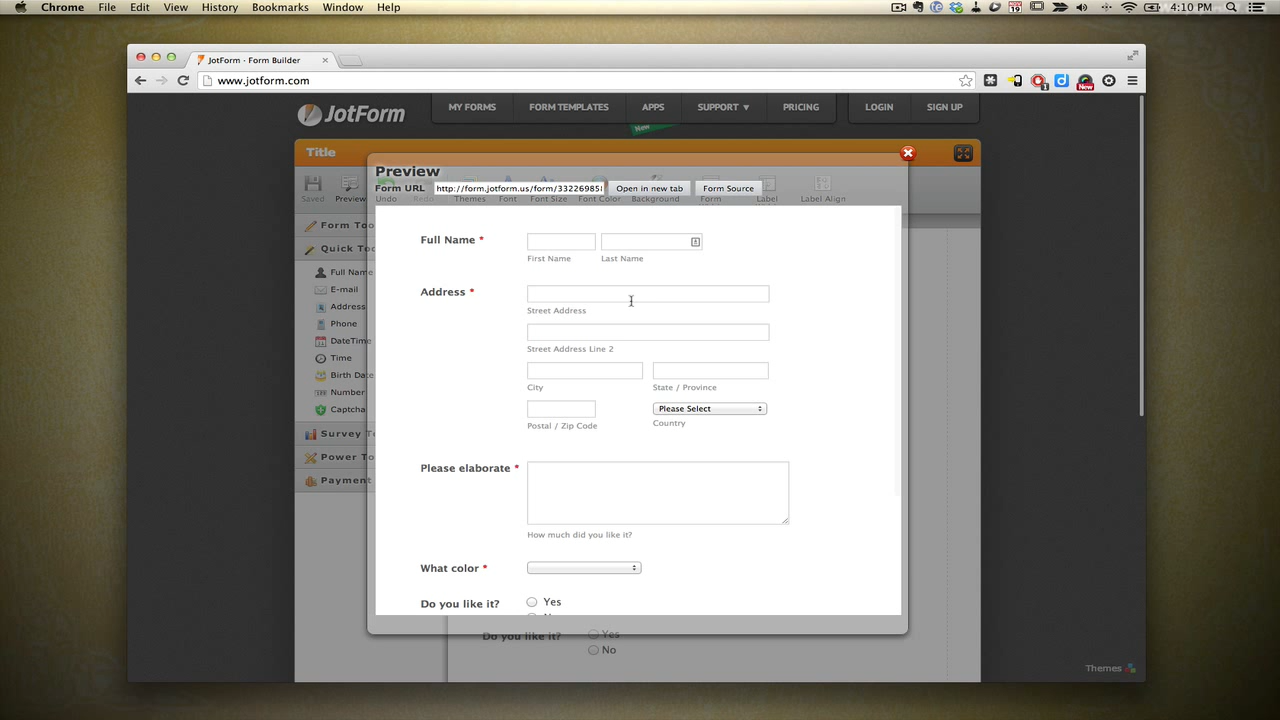 Chrome File Edit View History Bookmarks Window Help 4:10 PM
JotForm - Form Builder
www.jotform.com
JotForm MY FORMS FORM TEMPLATES APPS SUPPORT ▼ PRICING LOGIN SIGN UP
New
Title
Preview
Form URL http://form.jotform.us/form/33226985 Open in new tab Form Source
Saved Preview Undo Redo Themes Font Font Size Font Color Background Form Label Label Align
Form To
Quick Too
Full Name
E-mail
Address
Phone
DateTime
Time
Birth Date
Number
Captcha
Survey T
Power To
Payment
Full Name *
First Name Last Name
Address *
Street Address
Street Address Line 2
City State / Province
Please Select
Postal / Zip Code Country
Please elaborate *
How much did you like it?
What color *
Do you like it? Yes
Do you like it? Yes
No
Themes